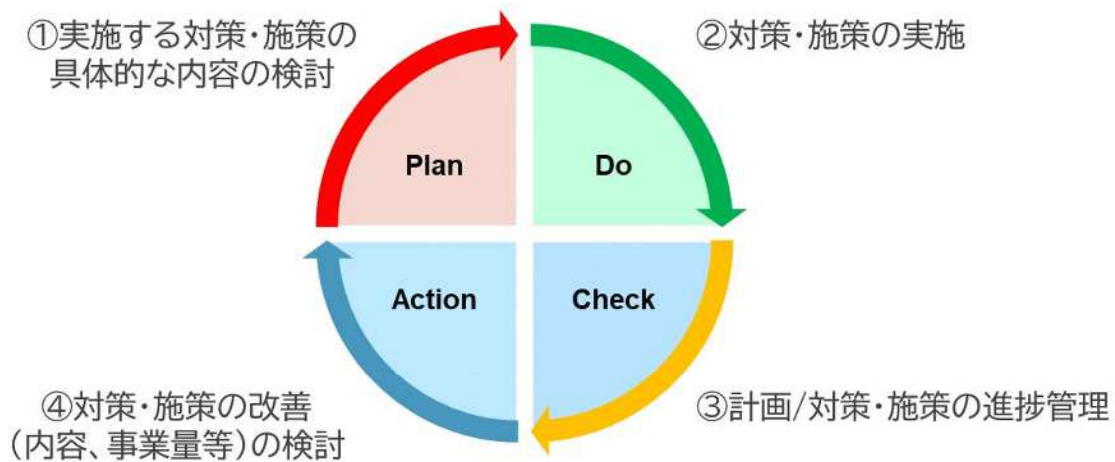 ①実施する対策・施策の
具体的な内容の検討
②対策・施策の実施
Plan
Do
Action
Check
④対策・施策の改善
(内容、事業量等)の検討
③計画/対策・施策の進捗管理